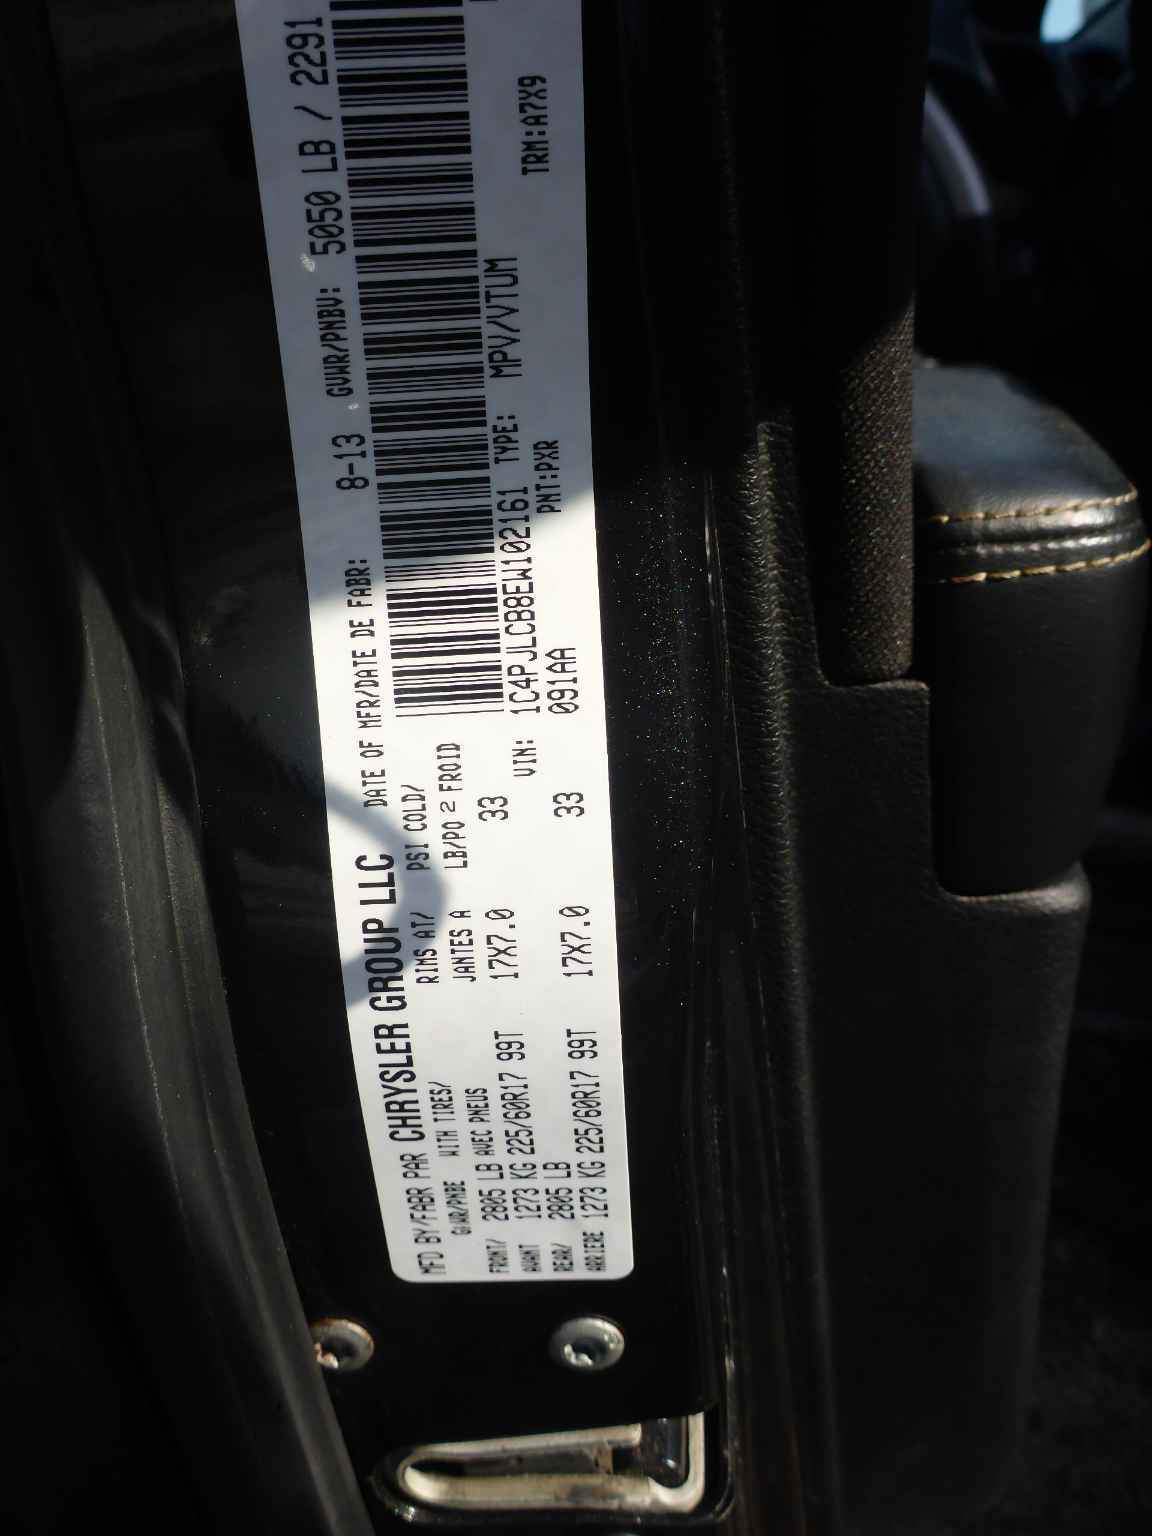 MFD BY/FABR PAR CHRYSLER GROUP LLC DATE OF MFR/DATE DE FABR: 8-13 GVWR/PNBV: 5050 LB / 2291
GAWR/PNBE WITH TIRES/ RIMS AT/ PSI COLD/
AVEC PNEUS JANTES A LB/PO 2 FROID
FRONT/ 2805 LB
AVANT 1273 KG 225/60R17 99T 17X7.0 33
REAR/ 2805 LB
ARRIERE 1273 KG 225/60R17 99T 17X7.0 33
VIN: 1C4PJLCB8EW102161 TYPE: MPV/VTUM
091AA PNT:PXR TRM:A7X9